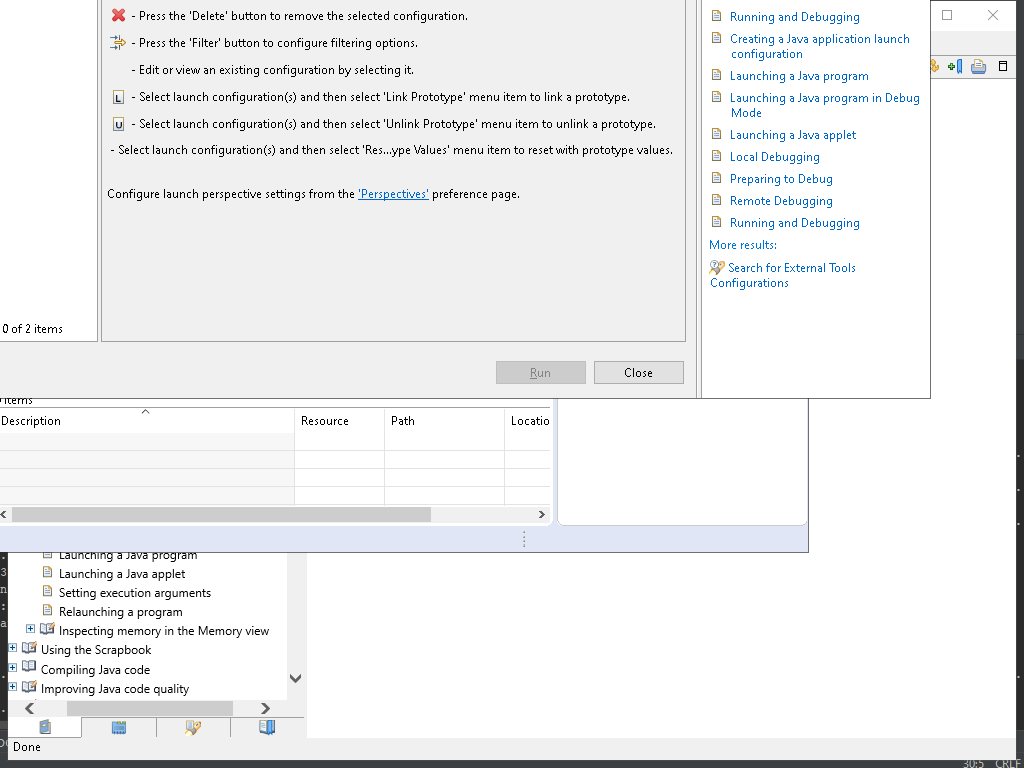 - Press the 'Delete' button to remove the selected configuration.
- Press the 'Filter' button to configure filtering options.
- Edit or view an existing configuration by selecting it.
L - Select launch configuration(s) and then select 'Link Prototype' menu item to link a prototype.
U - Select launch configuration(s) and then select 'Unlink Prototype' menu item to unlink a prototype.
- Select launch configuration(s) and then select 'Res...ype Values' menu item to reset with prototype values.
Configure launch perspective settings from the 'Perspectives' preference page.
0 of 2 items
Run
Close
Running and Debugging
Creating a Java application launch
configuration
Launching a Java program
Launching a Java program in Debug
Mode
Launching a Java applet
Local Debugging
Preparing to Debug
Remote Debugging
Running and Debugging
More results:
Search for External Tools
Configurations
items
Description
Resource
Path
Locatio
Launching a Java program
Launching a Java applet
Setting execution arguments
Relaunching a program
Inspecting memory in the Memory view
Using the Scrapbook
Compiling Java code
Improving Java code quality
Done
30:5 CRLF